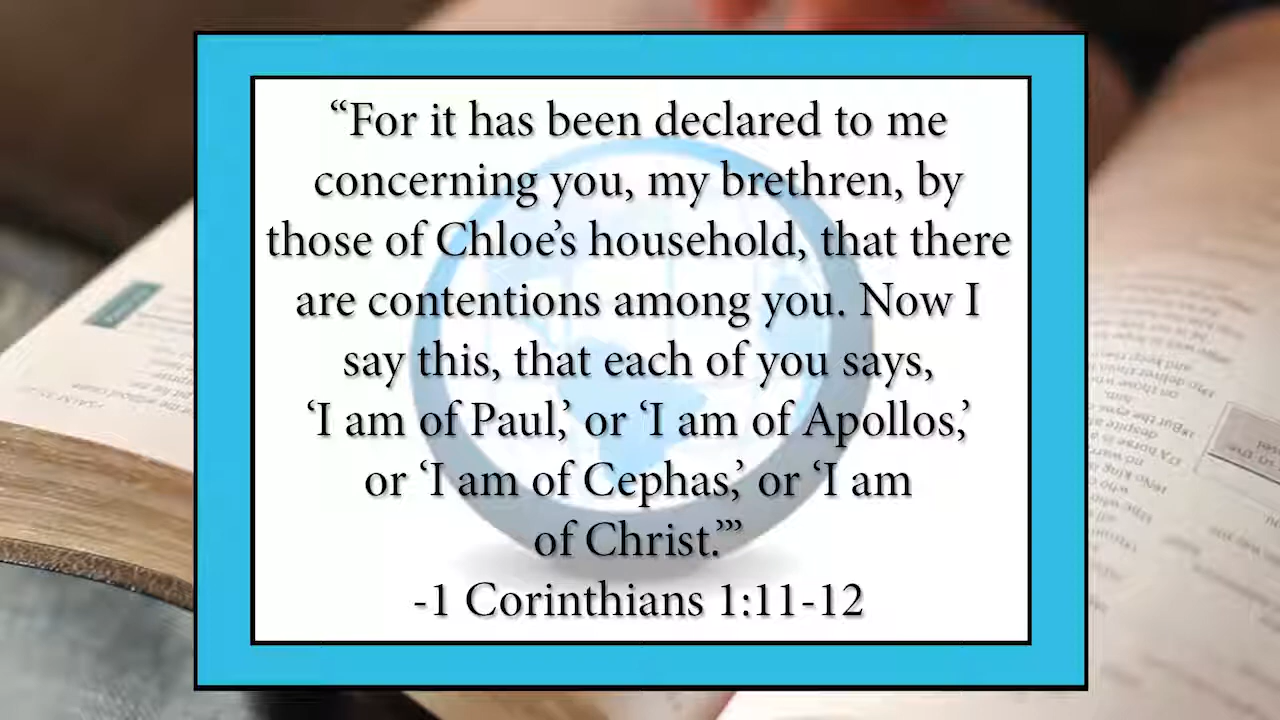 “For it has been declared to me
concerning you, my brethren, by
those of Chloe’s household, that there
are contentions among you. Now I
say this, that each of you says,
‘I am of Paul,’ or ‘I am of Apollos,’
or ‘I am of Cephas,’ or ‘I am
of Christ.’”
-1 Corinthians 1:11-12